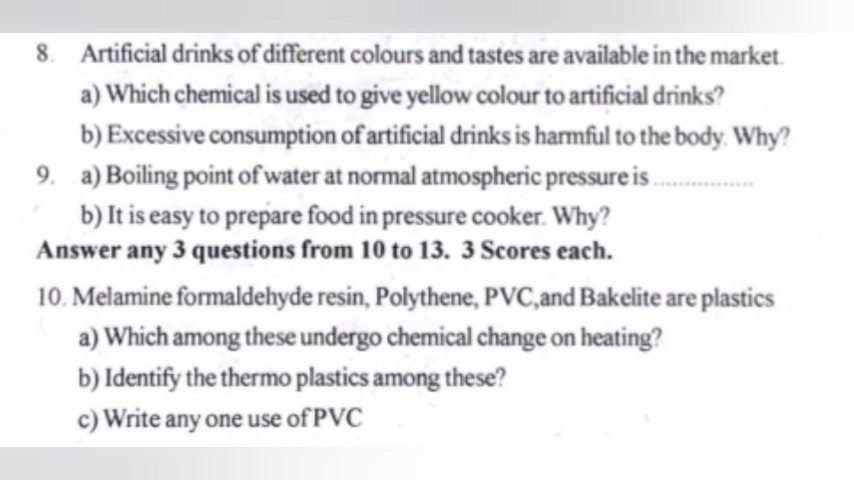 8. Artificial drinks of different colours and tastes are available in the market.
a) Which chemical is used to give yellow colour to artificial drinks?
b) Excessive consumption of artificial drinks is harmful to the body. Why?
9. a) Boiling point of water at normal atmospheric pressure is ................
b) It is easy to prepare food in pressure cooker. Why?
Answer any 3 questions from 10 to 13. 3 Scores each.
10. Melamine formaldehyde resin, Polythene, PVC,and Bakelite are plastics
a) Which among these undergo chemical change on heating?
b) Identify the thermo plastics among these?
c) Write any one use of PVC